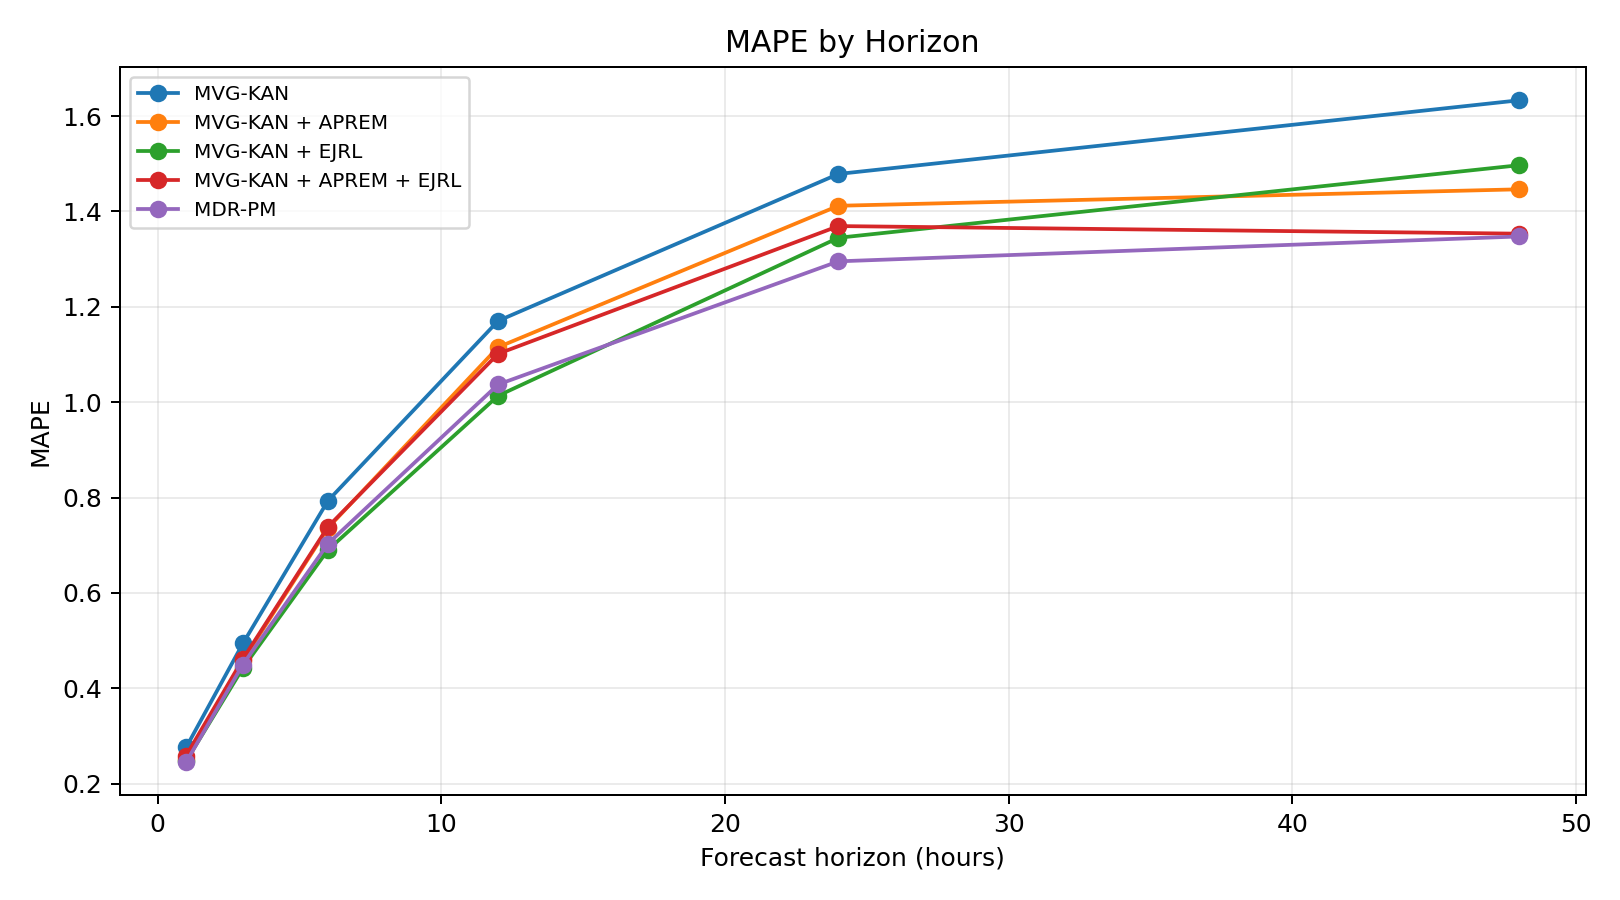 MAPE by Horizon
MVG-KAN
MVG-KAN + APREM
MVG-KAN + EJRL
MVG-KAN + APREM + EJRL
MDR-PM
MAPE
1.6
1.4
1.2
1.0
0.8
0.6
0.4
0.2
0 10 20 30 40 50
Forecast horizon (hours)